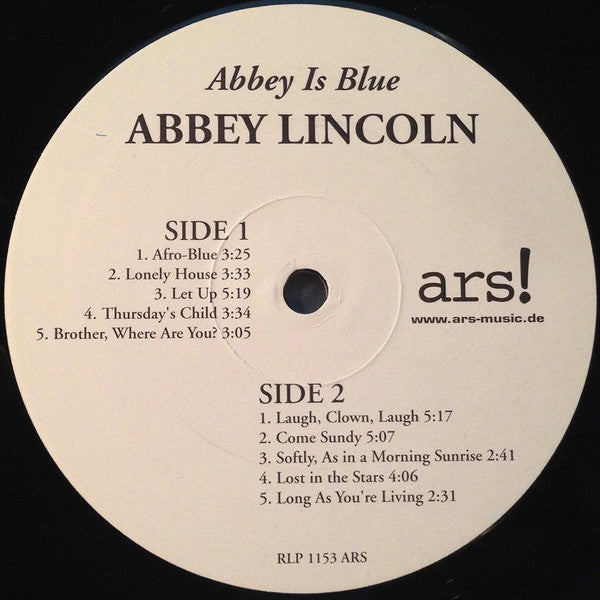 Abbey Is Blue
ABBEY LINCOLN
SIDE 1
1. Afro-Blue 3:25
2. Lonely House 3:33
3. Let Up 5:19
4. Thursday's Child 3:34
5. Brother, Where Are You? 3:05
ars!
www.ars-music.de
SIDE 2
1. Laugh, Clown, Laugh 5:17
2. Come Sundy 5:07
3. Softly, As in a Morning Sunrise 2:41
4. Lost in the Stars 4:06
5. Long As You're Living 2:31
RLP 1153 ARS